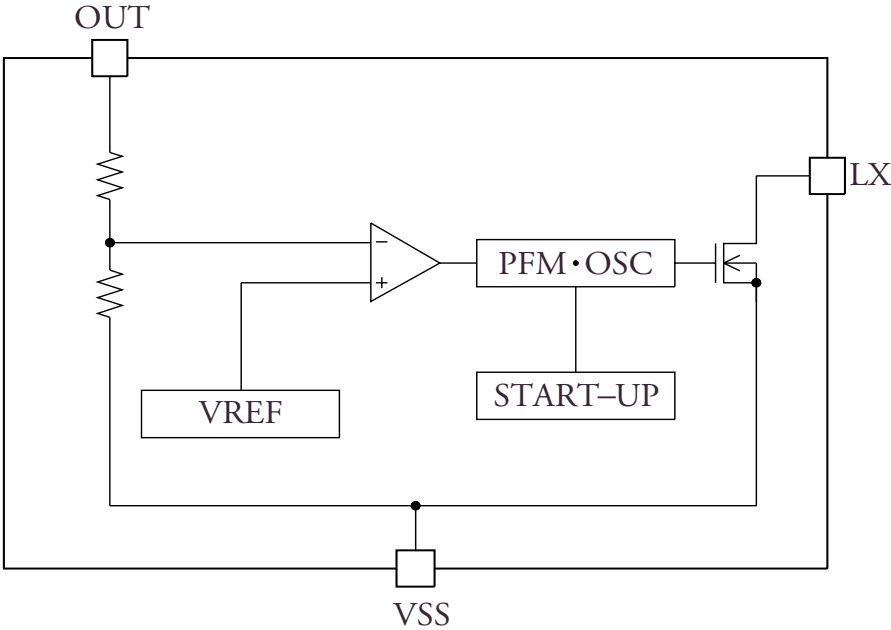 OUT
LX
−
PFM•OSC
+
START–UP
VREF
VSS